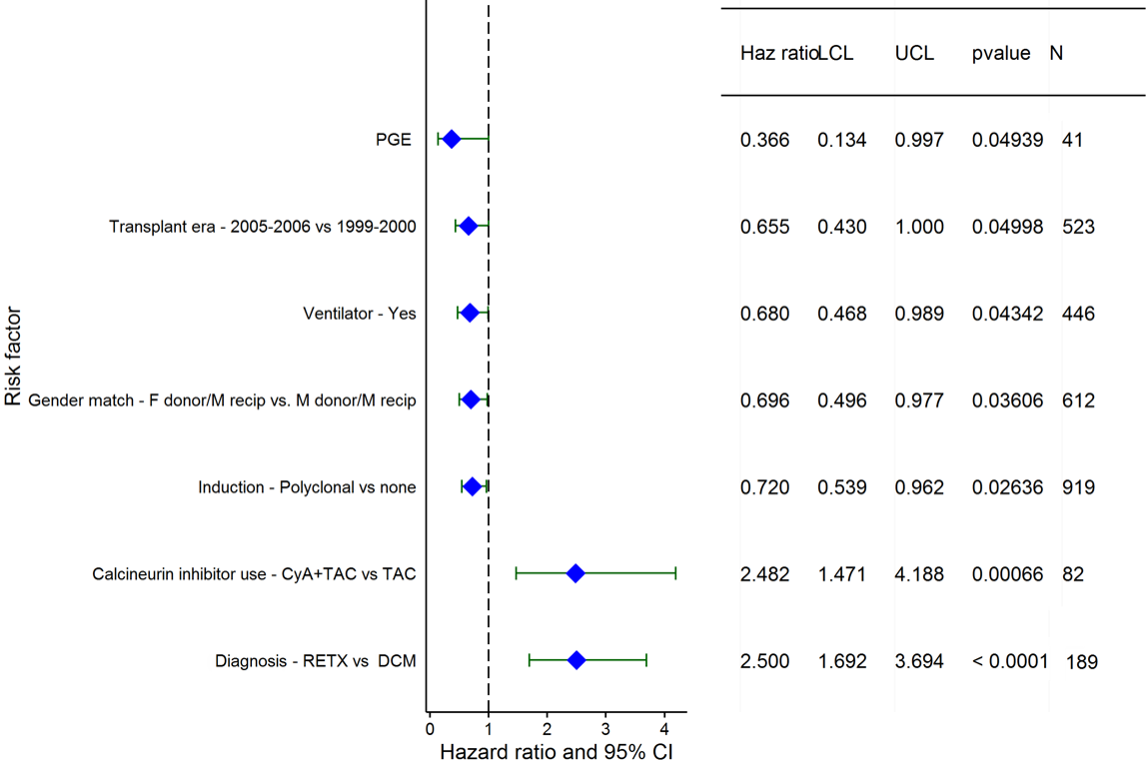 Haz ratioLCL UCL pvalue N
PGE 0.366 0.134 0.997 0.04939 41
Transplant era - 2005-2006 vs 1999-2000 0.655 0.430 1.000 0.04998 523
Ventilator - Yes 0.680 0.468 0.989 0.04342 446
Gender match - F donor/M recip vs. M donor/M recip 0.696 0.496 0.977 0.03606 612
Induction - Polyclonal vs none 0.720 0.539 0.962 0.02636 919
Calcineurin inhibitor use - CyA+TAC vs TAC 2.482 1.471 4.188 0.00066 82
Diagnosis - RETX vs DCM 2.500 1.692 3.694 < 0.0001 189
Risk factor
0 1 2 3 4
Hazard ratio and 95% CI